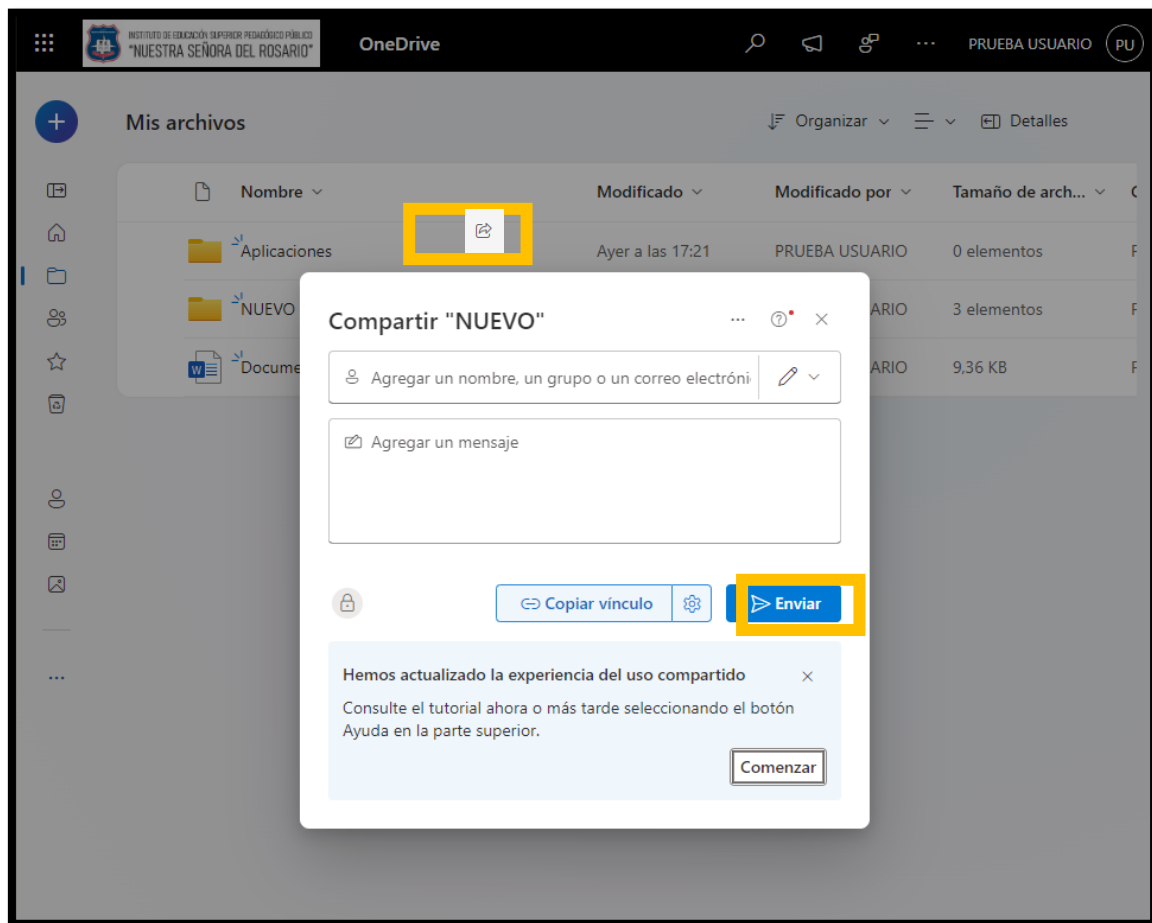 INSTITUTO DE EDUCACIÓN SUPERIOR PEDAGÓGICO PÚBLICO
"NUESTRA SEÑORA DEL ROSARIO"
OneDrive
PRUEBA USUARIO
PU
Mis archivos
Organizar
Detalles
Nombre
Modificado
Modificado por
Tamaño de arch...
Aplicaciones
Ayer a las 17:21
PRUEBA USUARIO
0 elementos
NUEVO
ARIO
3 elementos
Docume
ARIO
9,36 KB
Compartir "NUEVO"
Agregar un nombre, un grupo o un correo electróni
Agregar un mensaje
Copiar vínculo
Enviar
Hemos actualizado la experiencia del uso compartido
Consulte el tutorial ahora o más tarde seleccionando el botón
Ayuda en la parte superior.
Comenzar